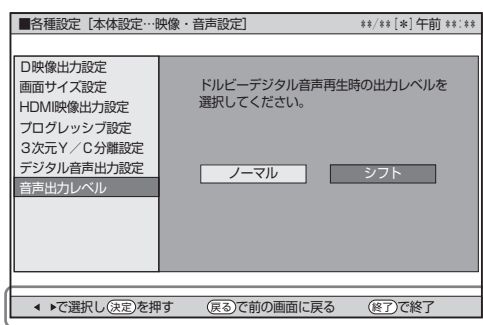 ■各種設定［本体設定…映像・音声設定］ **/**[*]午前 **:**
D映像出力設定
画面サイズ設定
HDMI映像出力設定
プログレッシブ設定
3次元Y／C分離設定
デジタル音声出力設定
音声出力レベル
ドルビーデジタル音声再生時の出力レベルを
選択してください。
ノーマル シフト
◀ ▶で選択し決定を押す 戻るで前の画面に戻る 終了で終了